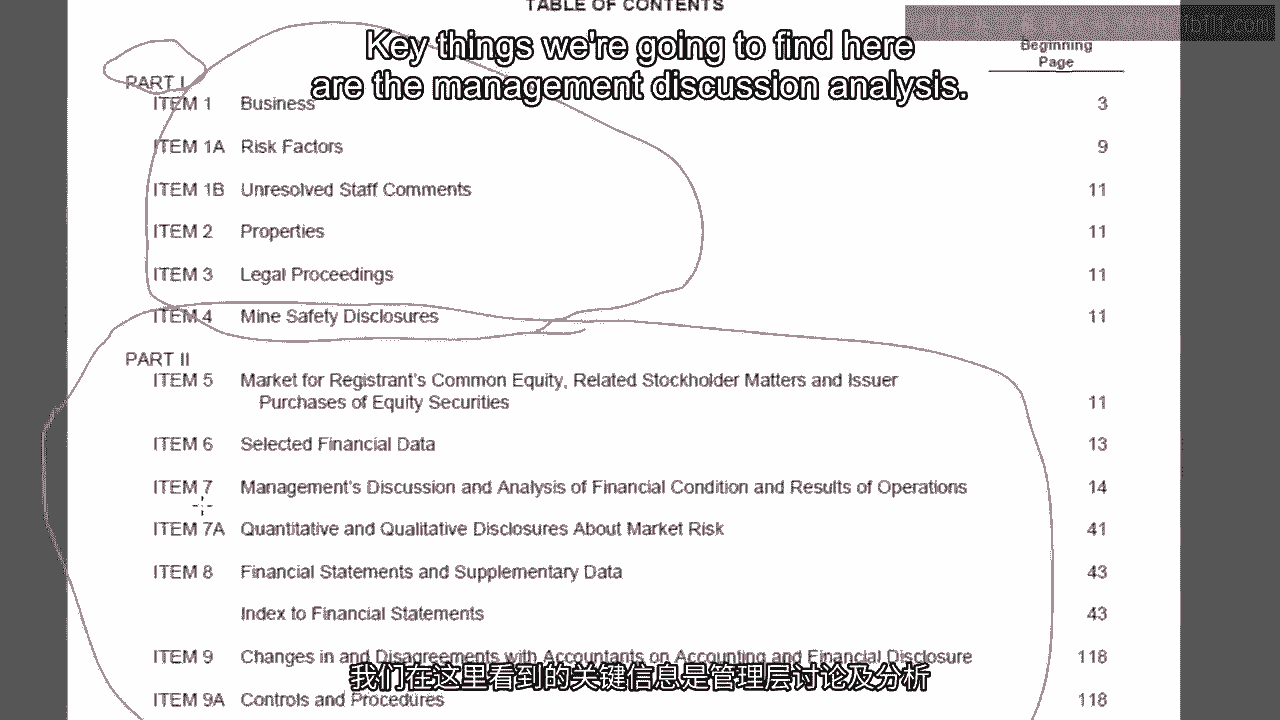 TABLE OF CONTENTS
Key things we're going to find here
are the management discussion analysis.
Beginning
Page
PART I
ITEM 1 Business 3
ITEM 1A Risk Factors 9
ITEM 1B Unresolved Staff Comments 11
ITEM 2 Properties 11
ITEM 3 Legal Proceedings 11
ITEM 4 Mine Safety Disclosures 11
PART II
ITEM 5 Market for Registrant's Common Equity, Related Stockholder Matters and Issuer
Purchases of Equity Securities 11
ITEM 6 Selected Financial Data 13
ITEM 7 Management's Discussion and Analysis of Financial Condition and Results of Operations 14
ITEM 7A Quantitative and Qualitative Disclosures About Market Risk 41
ITEM 8 Financial Statements and Supplementary Data 43
Index to Financial Statements 43
ITEM 9 Changes in and Disagreements with Accountants on Accounting and Financial Disclosure 118
我们在这里看到的关键信息是管理层讨论及分析
ITEM 9A Controls and Procedures 118